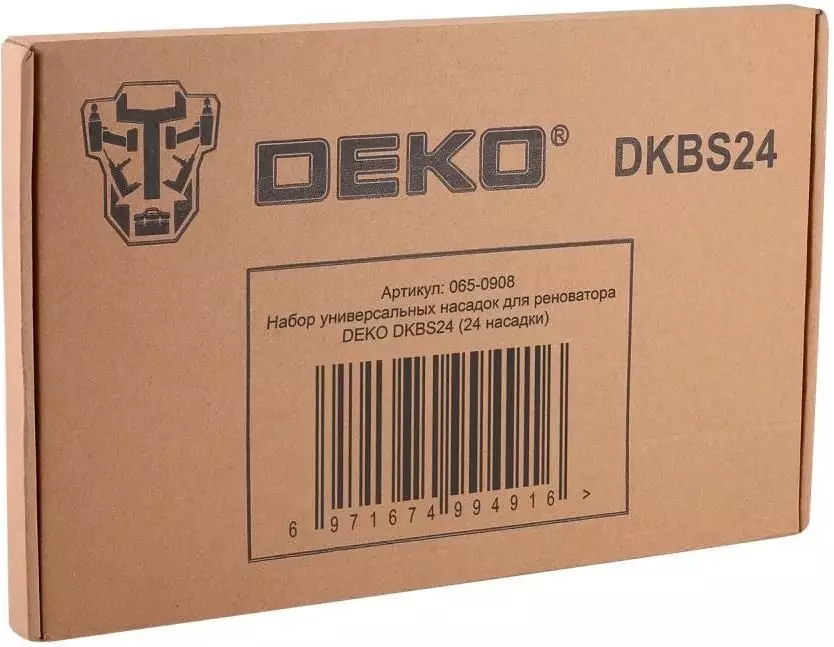 DEKO® DKBS24
Артикул: 065-0908
Набор универсальных насадок для реноватора
DEKO DKBS24 (24 насадки)
6 971674 994916 >